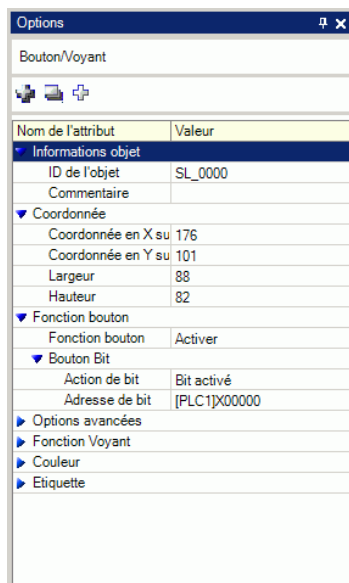 Options
Bouton/Voyant
Nom de l'attribut Valeur
Informations objet
ID de l'objet SL_0000
Commentaire
Coordonnée
Coordonnée en X su 176
Coordonnée en Y su 101
Largeur 88
Hauteur 82
Fonction bouton
Fonction bouton Activer
Bouton Bit
Action de bit Bit activé
Adresse de bit [PLC1]X00000
Options avancées
Fonction Voyant
Couleur
Etiquette